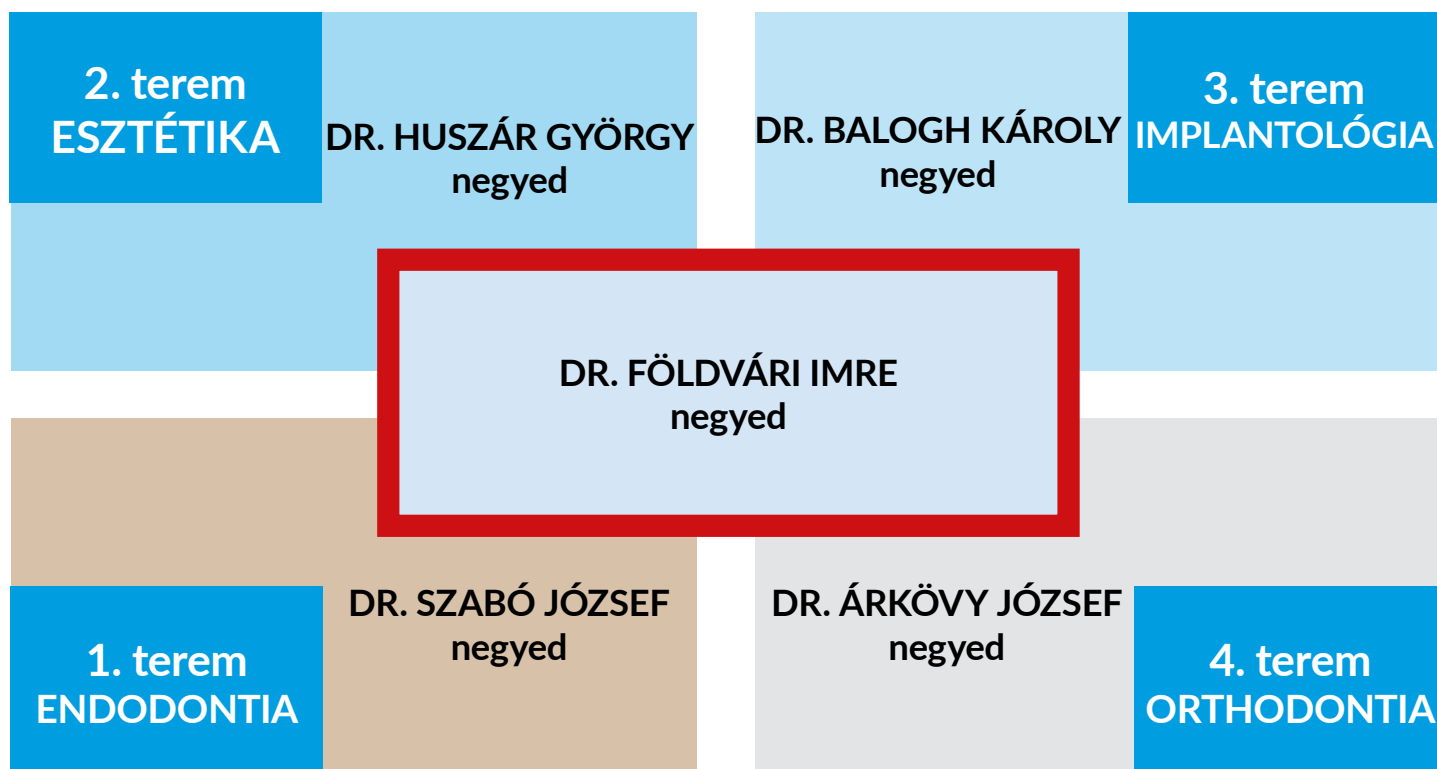 2. terem
ESZTÉTIKA
DR. HUSZÁR GYÖRGY
negyed
DR. BALOGH KÁROLY
negyed
3. terem
IMPLANTOLÓGIA
DR. FÖLDVÁRI IMRE
negyed
1. terem
ENDODONTIA
DR. SZABÓ JÓZSEF
negyed
DR. ÁRKÖVY JÓZSEF
negyed
4. terem
ORTHODONTIA